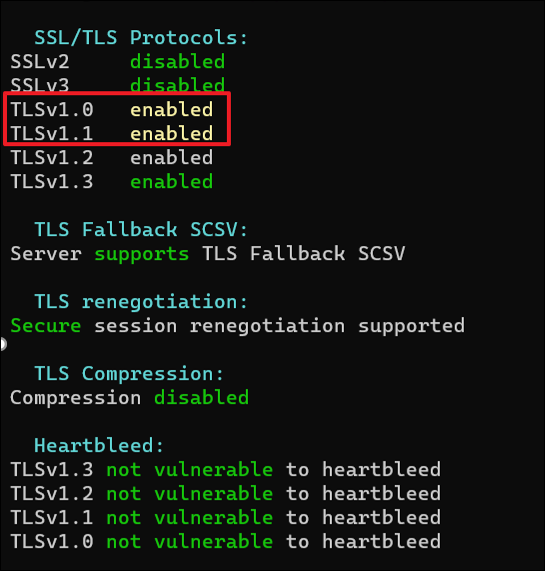 SSL/TLS Protocols:
SSLv2 disabled
SSLv3 disabled
TLSv1.0 enabled
TLSv1.1 enabled
TLSv1.2 enabled
TLSv1.3 enabled
TLS Fallback SCSV:
Server supports TLS Fallback SCSV
TLS renegotiation:
Secure session renegotiation supported
TLS Compression:
Compression disabled
Heartbleed:
TLSv1.3 not vulnerable to heartbleed
TLSv1.2 not vulnerable to heartbleed
TLSv1.1 not vulnerable to heartbleed
TLSv1.0 not vulnerable to heartbleed